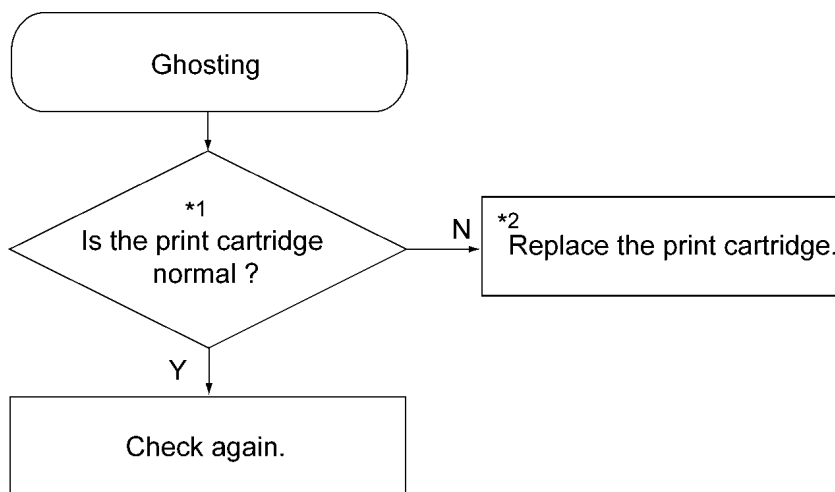 Ghosting
*1
Is the print cartridge
normal ?
N
*2
Replace the print cartridge.
Y
Check again.